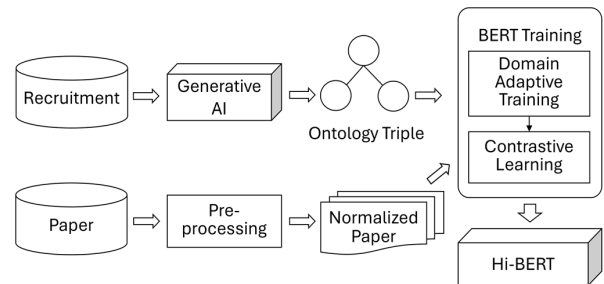 BERT Training
Domain
Adaptive
Training
Contrastive
Learning
Recruitment
Generative
AI
Ontology Triple
Paper
Pre-
processing
Normalized
Paper
Hi-BERT